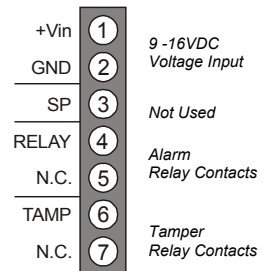 +Vin 1
9 -16VDC
GND 2
Voltage Input
SP 3
Not Used
RELAY 4
Alarm
N.C. 5
Relay Contacts
TAMP 6
Tamper
N.C. 7
Relay Contacts